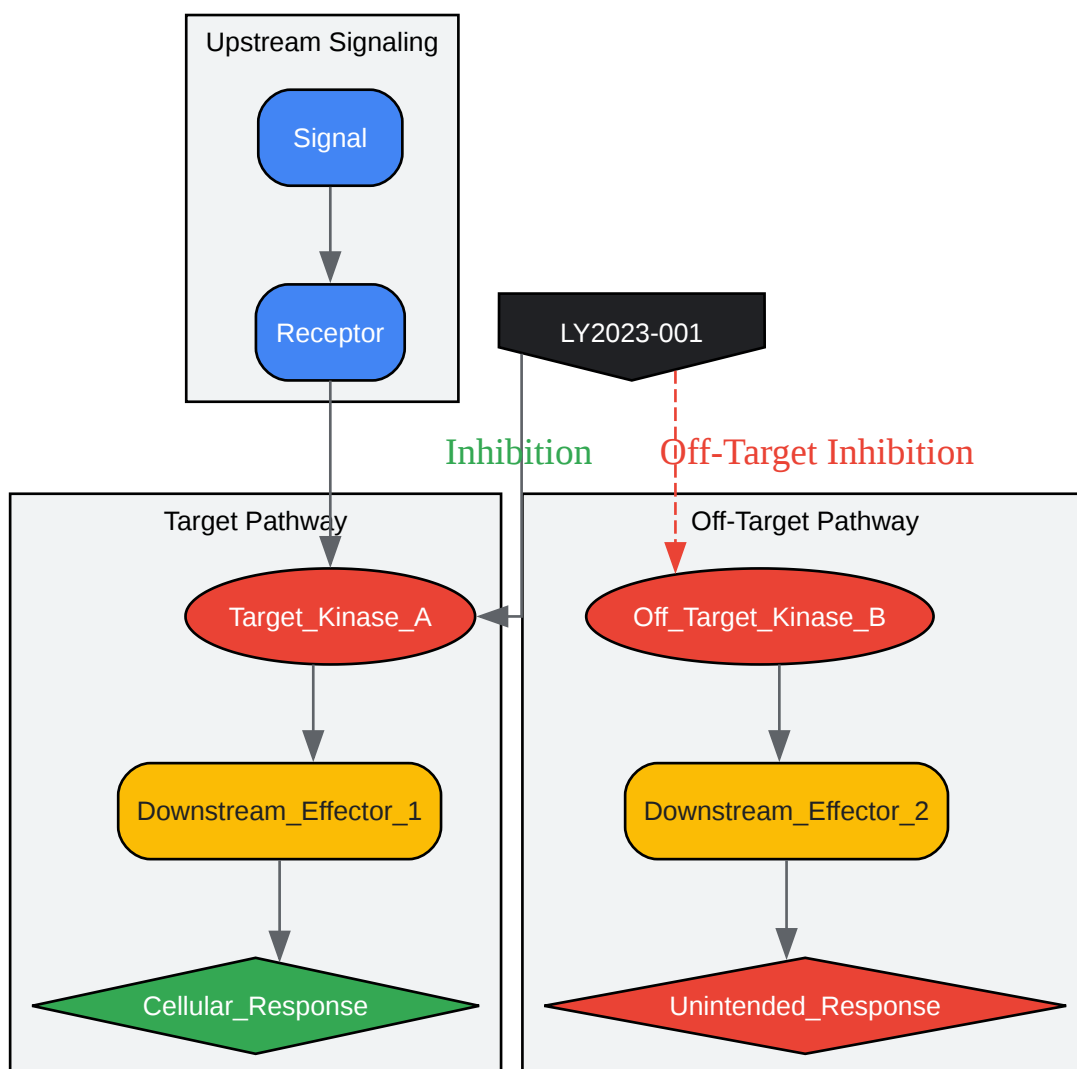 Upstream Signaling
Signal
Receptor
LY2023-001
Inhibition
Off-Target Inhibition
Target Pathway
Off-Target Pathway
Target_Kinase_A
Off_Target_Kinase_B
Downstream_Effector_1
Downstream_Effector_2
Cellular_Response
Unintended_Response